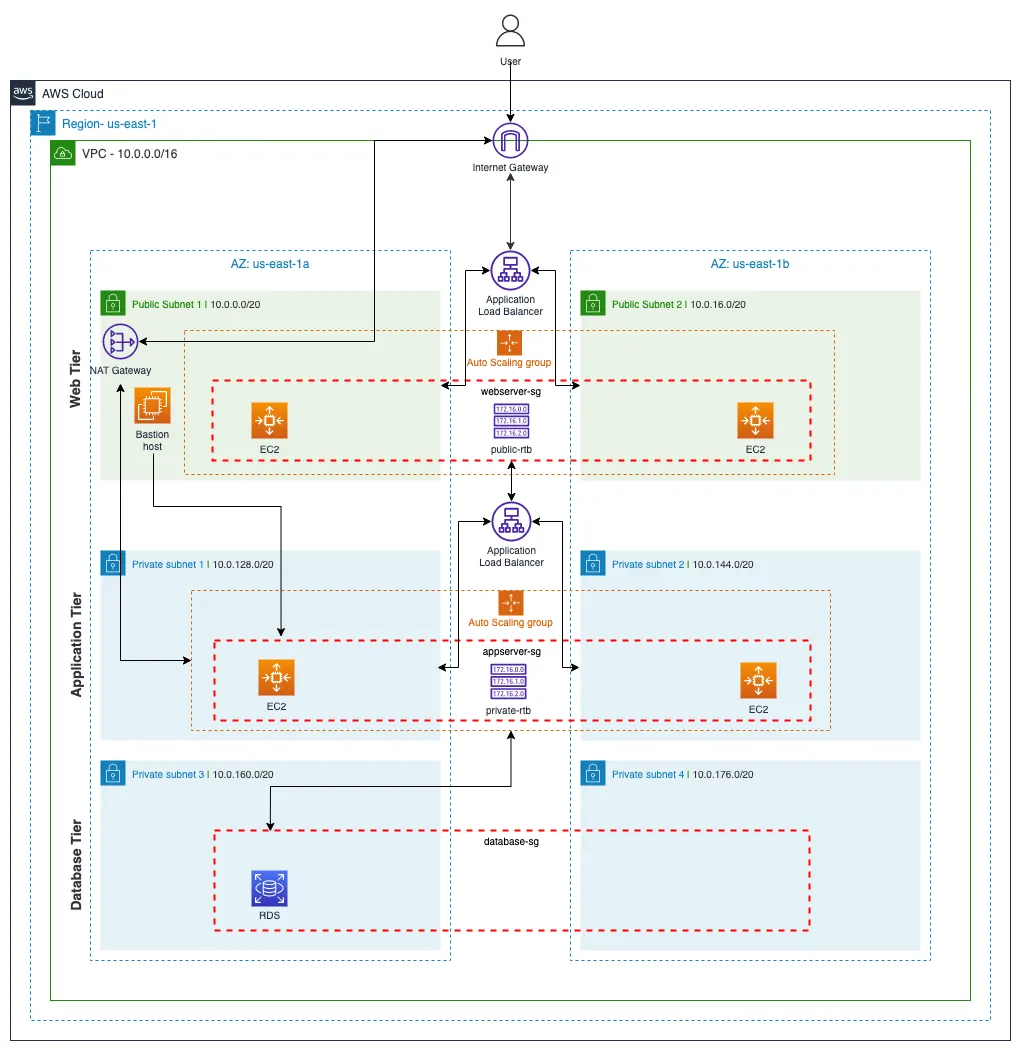 User
aws
AWS Cloud
Region- us-east-1
VPC - 10.0.0.0/16
Internet Gateway
AZ: us-east-1a
AZ: us-east-1b
Application
Load Balancer
Public Subnet 1 | 10.0.0.0/20
Public Subnet 2 | 10.0.16.0/20
Web Tier
NAT Gateway
Auto Scaling group
Bastion
host
webserver-sg
172.16.0.0
172.16.1.0
172.16.2.0
EC2
public-rtb
EC2
Application
Load Balancer
Private subnet 1 | 10.0.128.0/20
Private subnet 2 | 10.0.144.0/20
Application Tier
Auto Scaling group
appserver-sg
172.16.0.0
172.16.1.0
172.16.2.0
EC2
private-rtb
EC2
Private subnet 3 | 10.0.160.0/20
Private subnet 4 | 10.0.176.0/20
Database Tier
database-sg
RDS